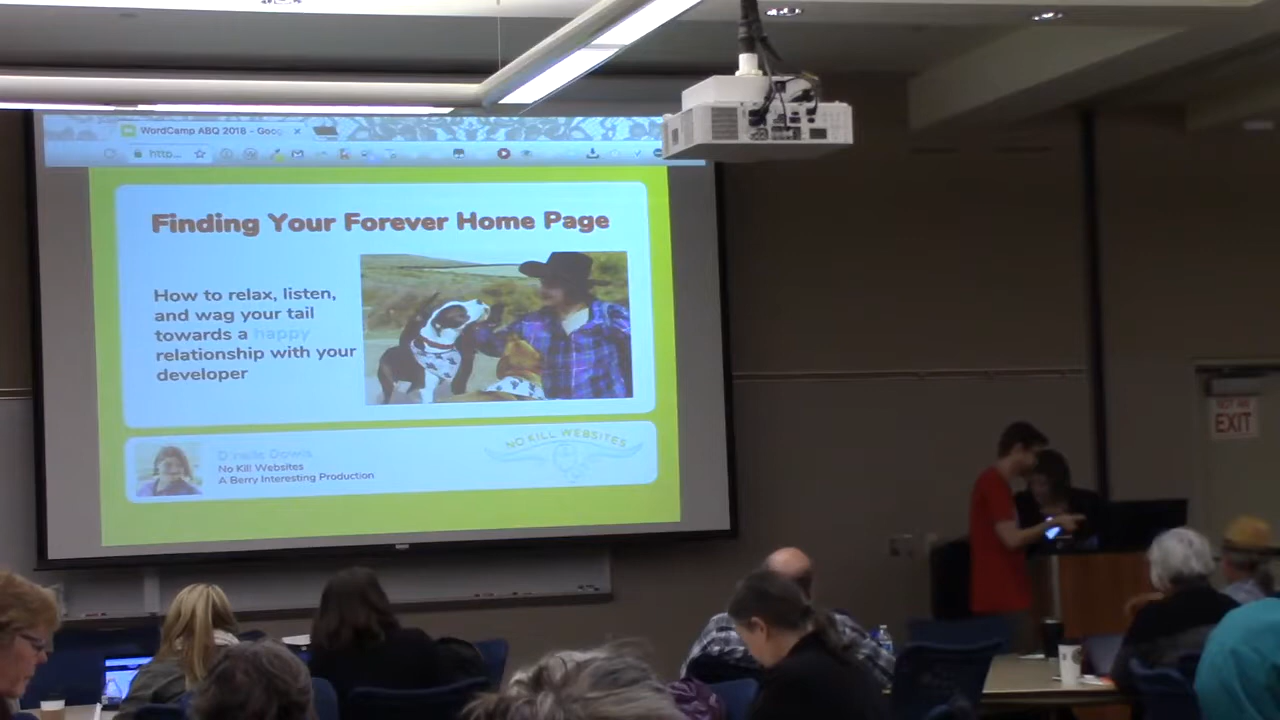 WordCamp ABQ 2018 - Goog
http...
Finding Your Forever Home Page
How to relax, listen,
and wag your tail
towards a happy
relationship with your
developer
NO KILL WEBSITES
No Kill Websites
A Berry Interesting Production
EXIT